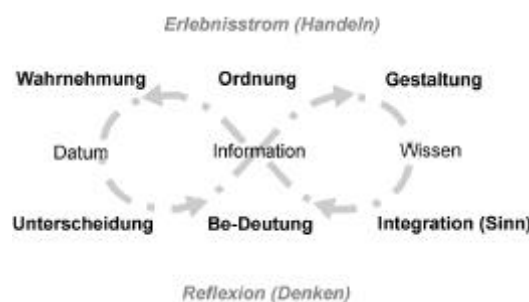 Erlebnisstrom (Handeln)
Wahrnehmung Ordnung Gestaltung
Datum Information Wissen
Unterscheidung Be-Deutung Integration (Sinn)
Reflexion (Denken)